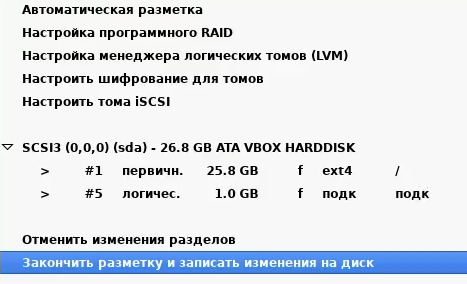 Автоматическая разметка
Настройка программного RAID
Настройка менеджера логических томов (LVM)
Настроить шифрование для томов
Настроить тома iSCSI
SCSI3 (0,0,0) (sda) - 26.8 GB ATA VBOX HARDDISK
> #1 первичн. 25.8 GB f ext4 /
> #5 логичес. 1.0 GB f подк подк
Отменить изменения разделов
Закончить разметку и записать изменения на диск